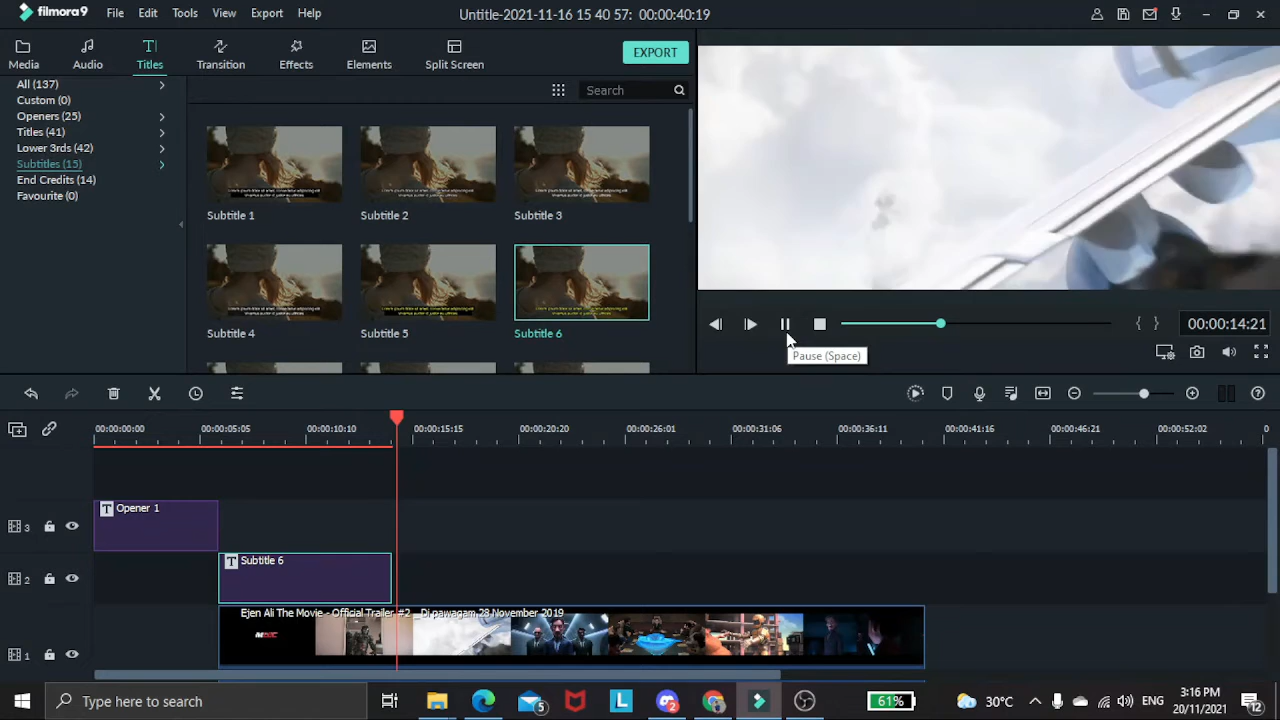 filmora9 File Edit Tools View Export Help Untitle-2021-11-16 15 40 57: 00:00:40:19
Media Audio Titles Transition Effects Elements Split Screen EXPORT
All (137)
Custom (0)
Openers (25)
Titles (41)
Lower 3rds (42)
Subtitles (13)
End Credits (14)
Favourite (0)
Search
Subtitle 1 Subtitle 2 Subtitle 3
Subtitle 4 Subtitle 5 Subtitle 6
{ } 00:00:14:21
Pause (Space)
00:00:00:00 00:00:05:05 00:00:10:10 00:00:15:15 00:00:20:20 00:00:26:01 00:00:31:06 00:00:36:11 00:00:41:16 00:00:46:21 00:00:52:02 0
3 T Opener 1
2 T Subtitle 6
Ejen Ali The Movie - Official Trailer #2 _ Di pawagam 28 November 2019
1
Type here to search
5
L
2
61%
30°C
ENG
3:16 PM
20/11/2021
12